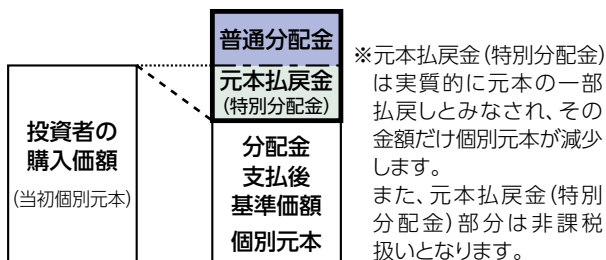 普通分配金
元本払戻金
(特別分配金)
投資者の
購入価額
(当初個別元本)
分配金
支払後
基準価額
個別元本
※元本払戻金(特別分配金)
は実質的に元本の一部
払戻しとみなされ、その
金額だけ個別元本が減少
します。
また、元本払戻金(特別
分配金)部分は非課税
扱いとなります。